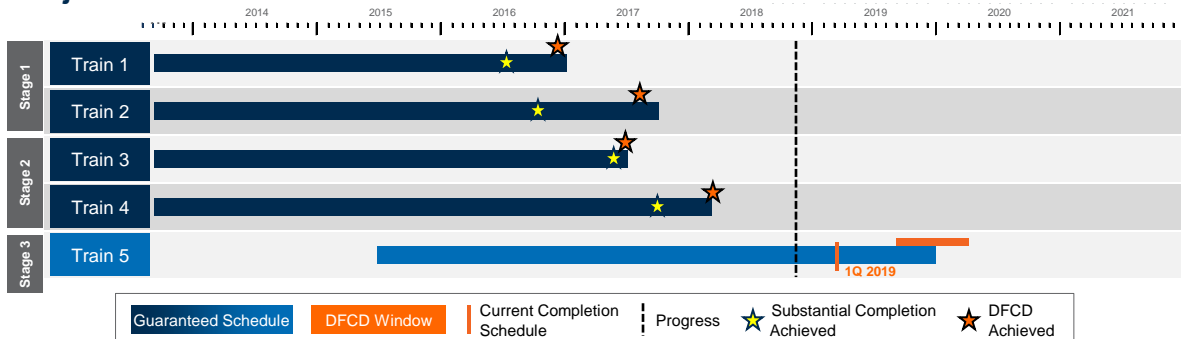 2014 2015 2016 2017 2018 2019 2020 2021
Stage 1
Train 1
Train 2
Stage 2
Train 3
Train 4
Stage 3
Train 5
1Q 2019
Guaranteed Schedule
DFCD Window
Current Completion
Schedule
Progress
Substantial Completion
Achieved
DFCD
Achieved